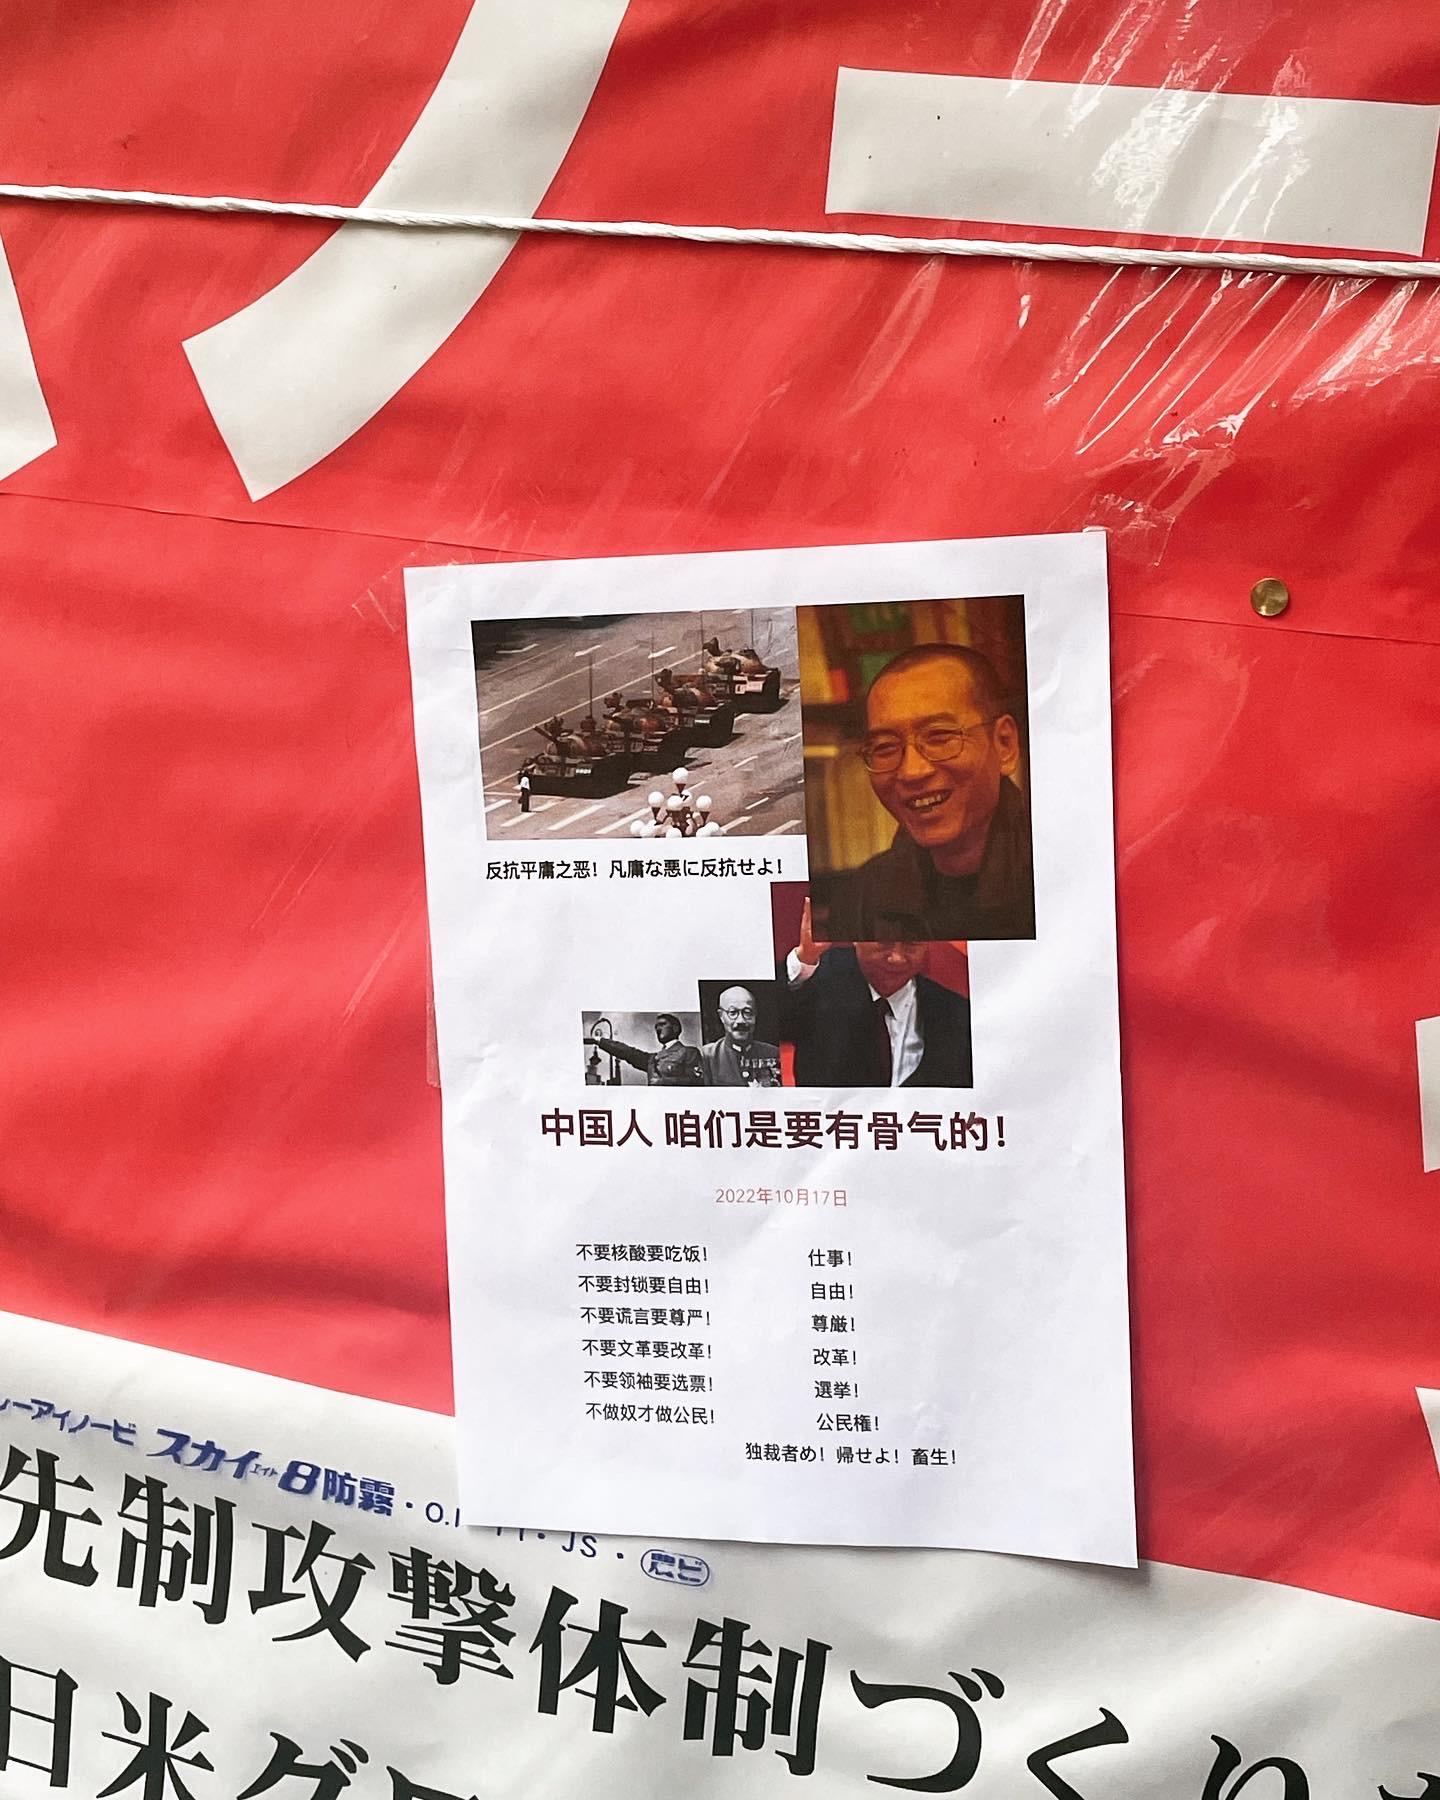 反抗平庸之恶！凡庸な悪に反抗せよ！
中国人 咱们是要有骨气的！
2022年10月17日
不要核酸要吃饭！ 仕事！
不要封锁要自由！ 自由！
不要谎言要尊严！ 尊厳！
不要文革要改革！ 改革！
不要领袖要选票！ 選挙！
不做奴才做公民！ 公民権！
独裁者め！帰せよ！畜生！
ーアイノービ スカイエイト8防霧・0.1 ・JS・農ビ
先制攻撃体制づくり
日米グ